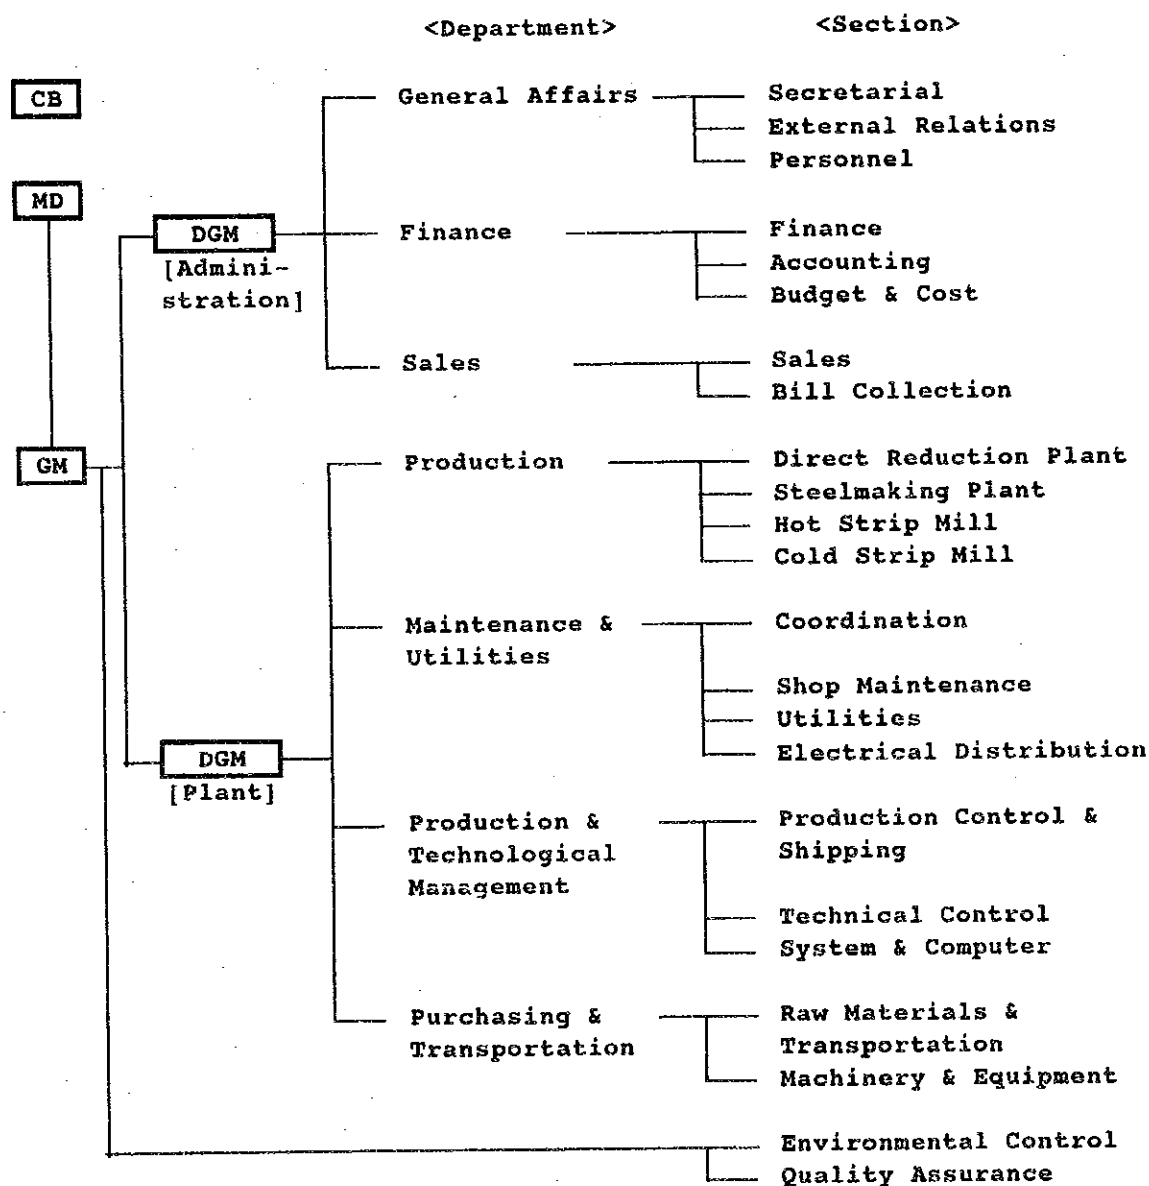 <Department> <Section>
CB
General Affairs
Secretarial
External Relations
Personnel
MD
DGM
[Admini-
stration]
Finance
Finance
Accounting
Budget & Cost
Sales
Sales
Bill Collection
GM
Production
Direct Reduction Plant
Steelmaking Plant
Hot Strip Mill
Cold Strip Mill
Maintenance &
Utilities
Coordination
Shop Maintenance
Utilities
Electrical Distribution
DGM
[Plant]
Production &
Technological
Management
Production Control &
Shipping
Technical Control
System & Computer
Purchasing &
Transportation
Raw Materials &
Transportation
Machinery & Equipment
Environmental Control
Quality Assurance